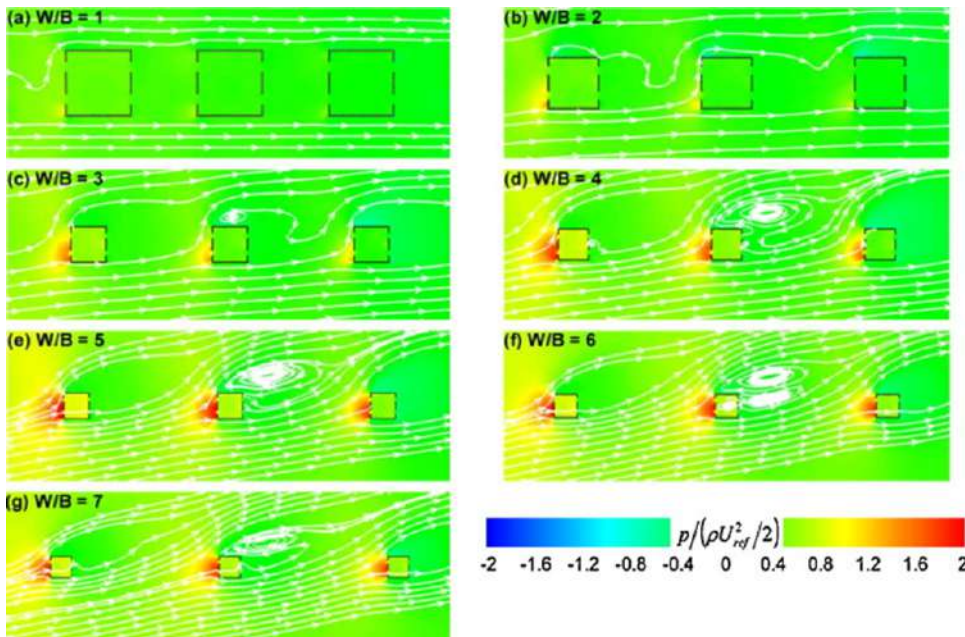 (a) W/B = 1
(b) W/B = 2
(c) W/B = 3
(d) W/B = 4
(e) W/B = 5
(f) W/B = 6
(g) W/B = 7
p/(ρU²ref/2)
-2 -1.6 -1.2 -0.8 -0.4 0 0.4 0.8 1.2 1.6 2